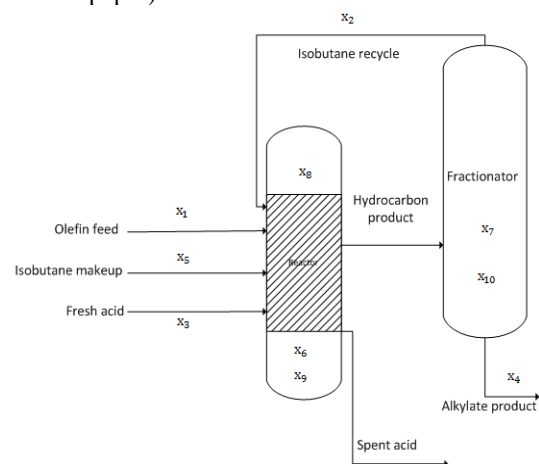 x₂
Isobutane recycle
x₈
Fractionator
Hydrocarbon
product
x₁
Olefin feed
x₇
x₅
Isobutane makeup
Reactor
x₁₀
Fresh acid
x₃
x₆
x₉
x₄
Alkylate product
Spent acid